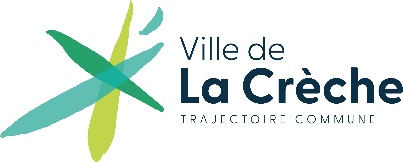 Ville de
La Crèche
TRAJECTOIRE COMMUNE